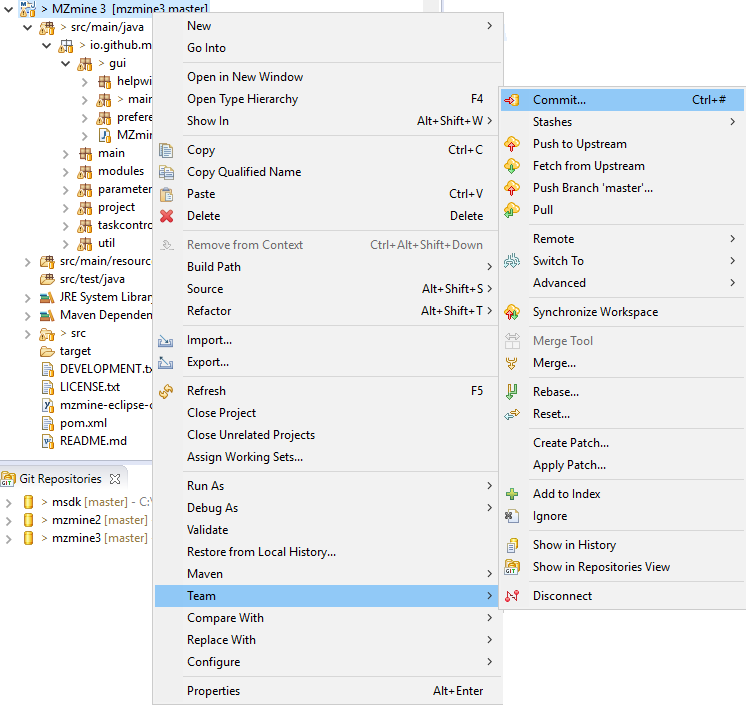 > MZmine 3 [mzmine3 master]
> src/main/java
> io.github.m
> gui
helpwi
> main
prefere
MZmin
main
modules
parameter
project
taskcontro
util
src/main/resourc
src/test/java
JRE System Library
Maven Depender
> src
target
DEVELOPMENT.tx
LICENSE.txt
mzmine-eclipse-c
pom.xml
README.md
Git Repositories
> msdk [master] - C:\
> mzmine2 [master]
> mzmine3 [master]
New
Go Into
Open in New Window
Open Type Hierarchy F4
Show In Alt+Shift+W
Copy Ctrl+C
Copy Qualified Name
Paste Ctrl+V
Delete Delete
Remove from Context Ctrl+Alt+Shift+Down
Build Path
Source Alt+Shift+S
Refactor Alt+Shift+T
Import...
Export...
Refresh F5
Close Project
Close Unrelated Projects
Assign Working Sets...
Run As
Debug As
Validate
Restore from Local History...
Maven
Team
Compare With
Replace With
Configure
Properties Alt+Enter
Commit... Ctrl+#
Stashes
Push to Upstream
Fetch from Upstream
Push Branch 'master'...
Pull
Remote
Switch To
Advanced
Synchronize Workspace
Merge Tool
Merge...
Rebase...
Reset...
Create Patch...
Apply Patch...
Add to Index
Ignore
Show in History
Show in Repositories View
Disconnect